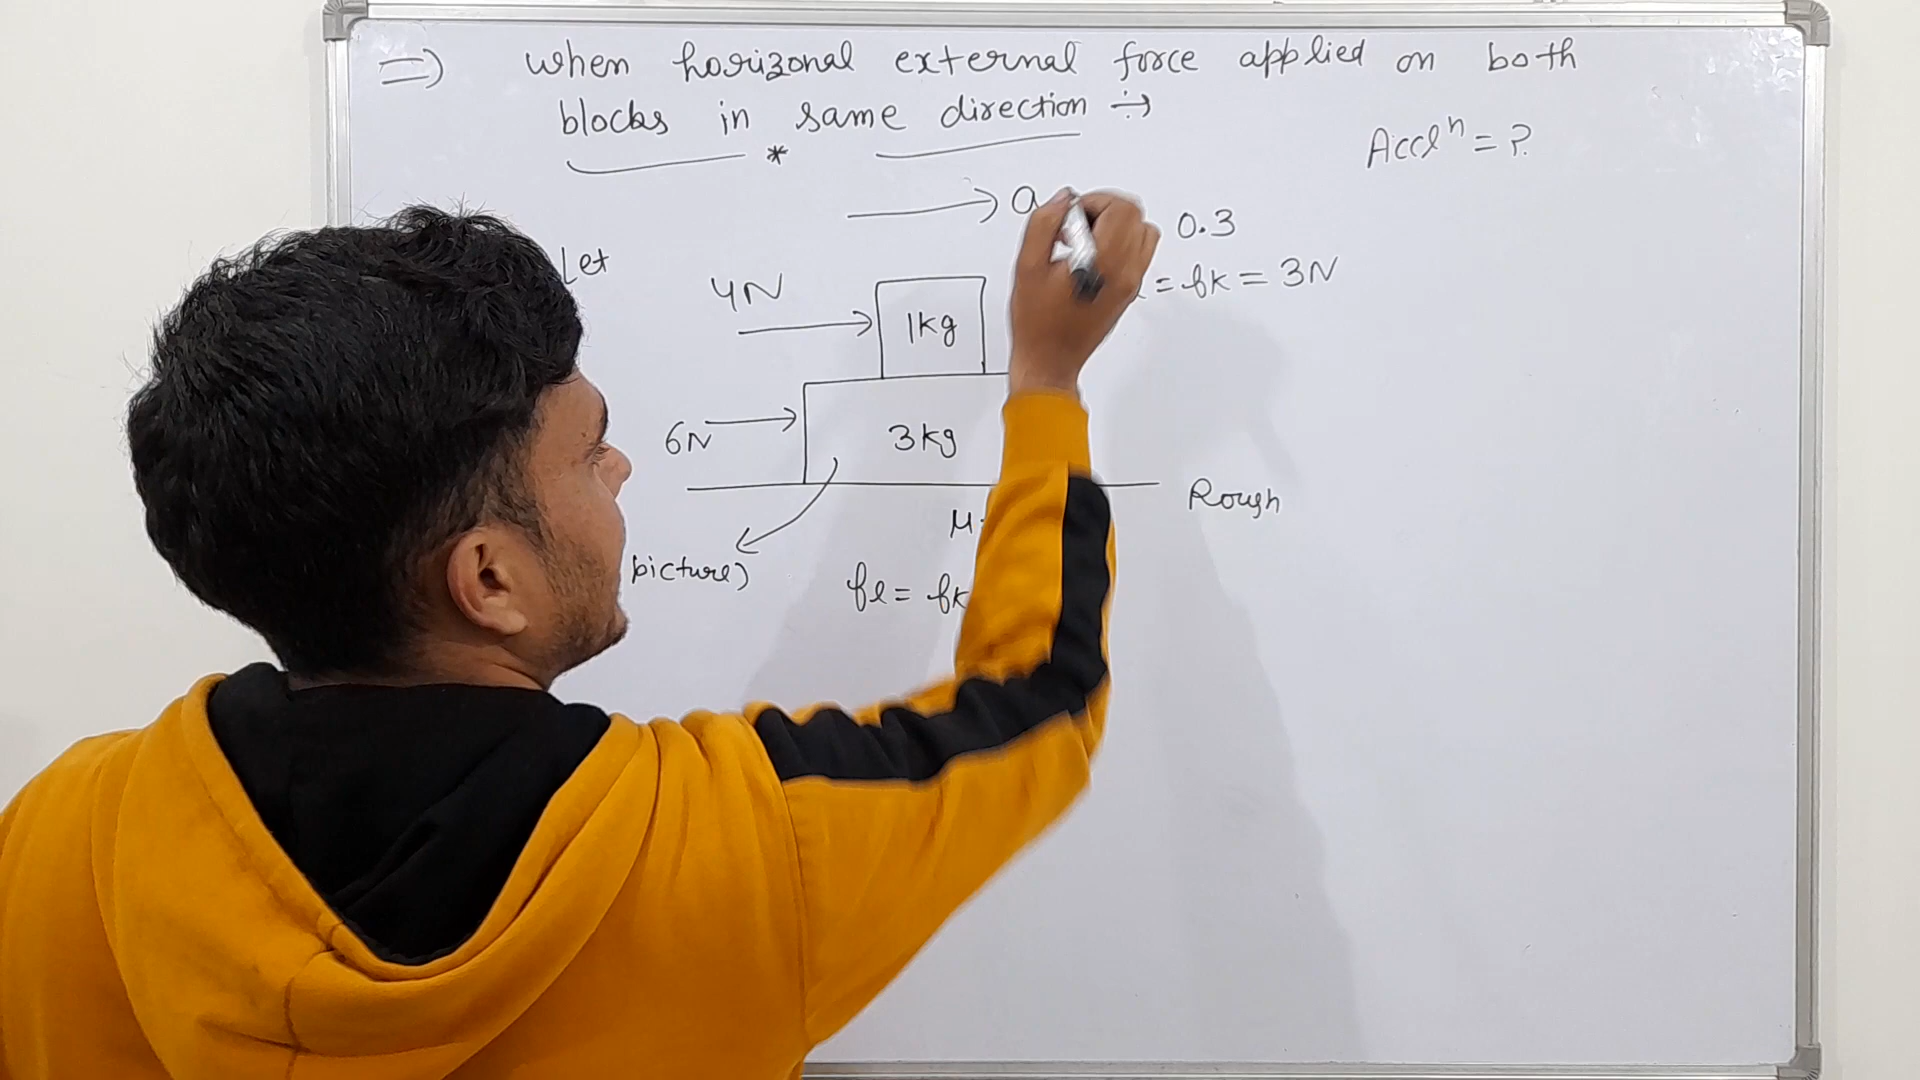 => when horizonal external force applied on both
blocks in same direction ÷>
*
Acclⁿ = ?
a
0.3
Let
4N
= fk = 3N
1kg
6N
3kg
Rough
μ
picture)
fl = fk